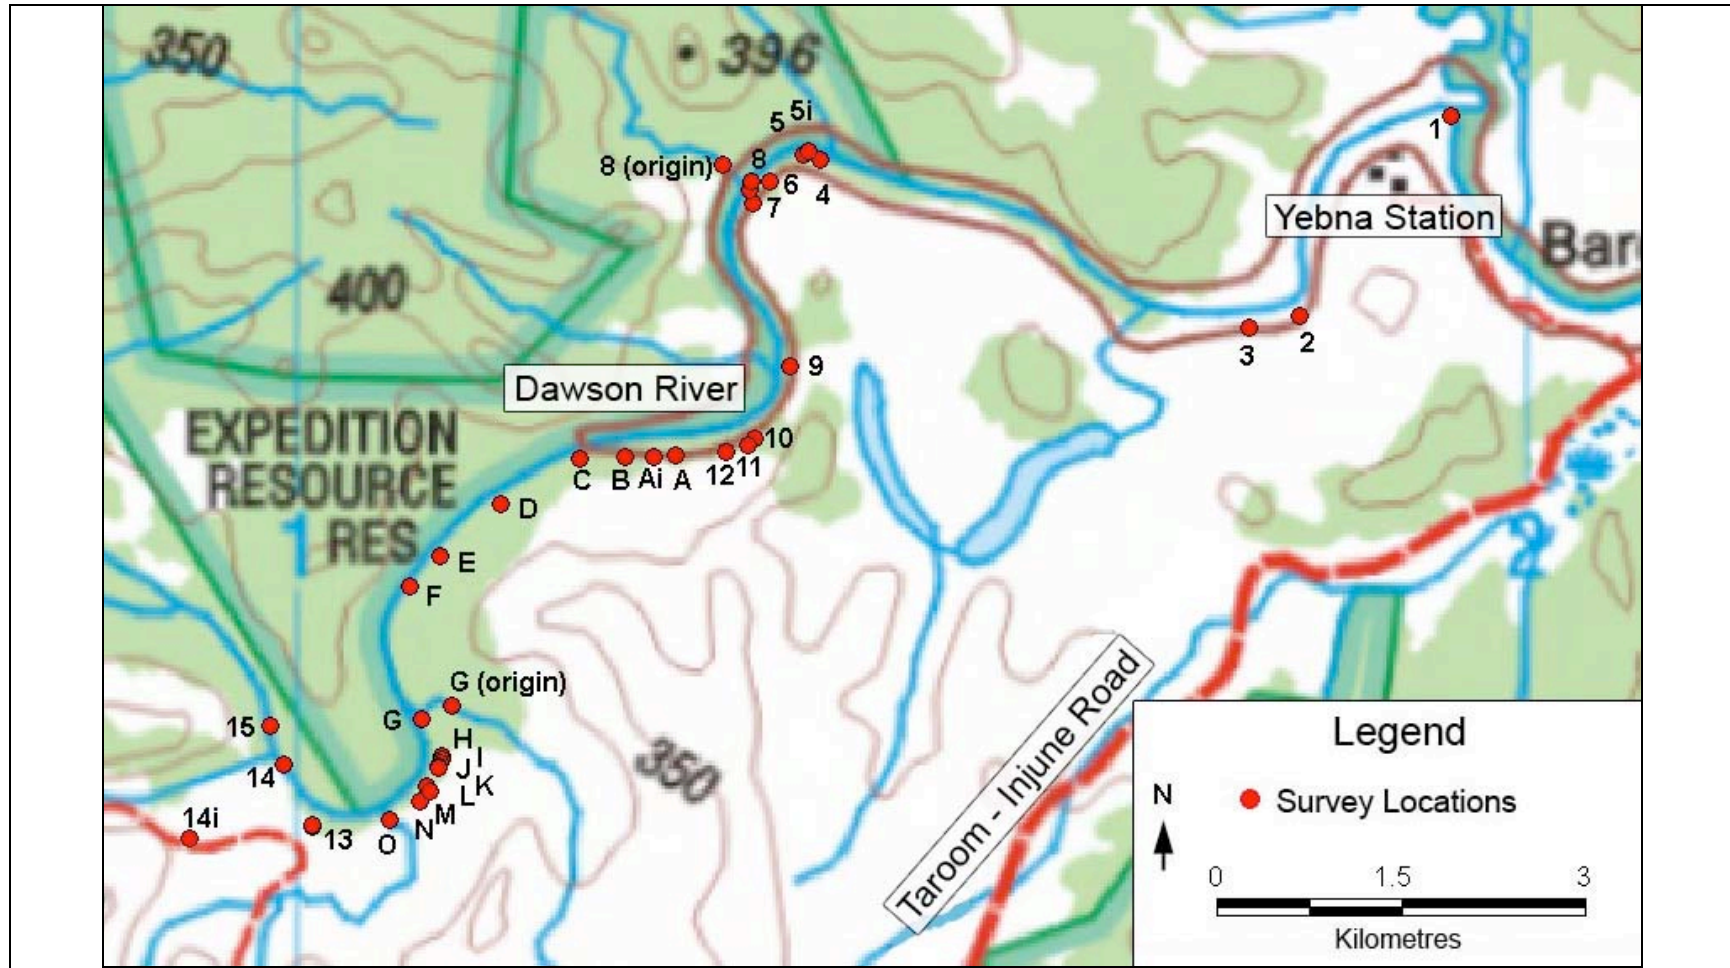 350
396
5i
5
1
8 (origin)
8
6
4
7
Yebna Station
400
3
2
9
Dawson River
EXPEDITION
RESOURCE
RES
1
C
B
Ai
A
12
11
10
D
E
F
2
G (origin)
G
H
I
J
K
L
M
N
O
15
14
14i
13
350
Taroom - Injune Road
Legend
N
Survey Locations
0
1.5
3
Kilometres